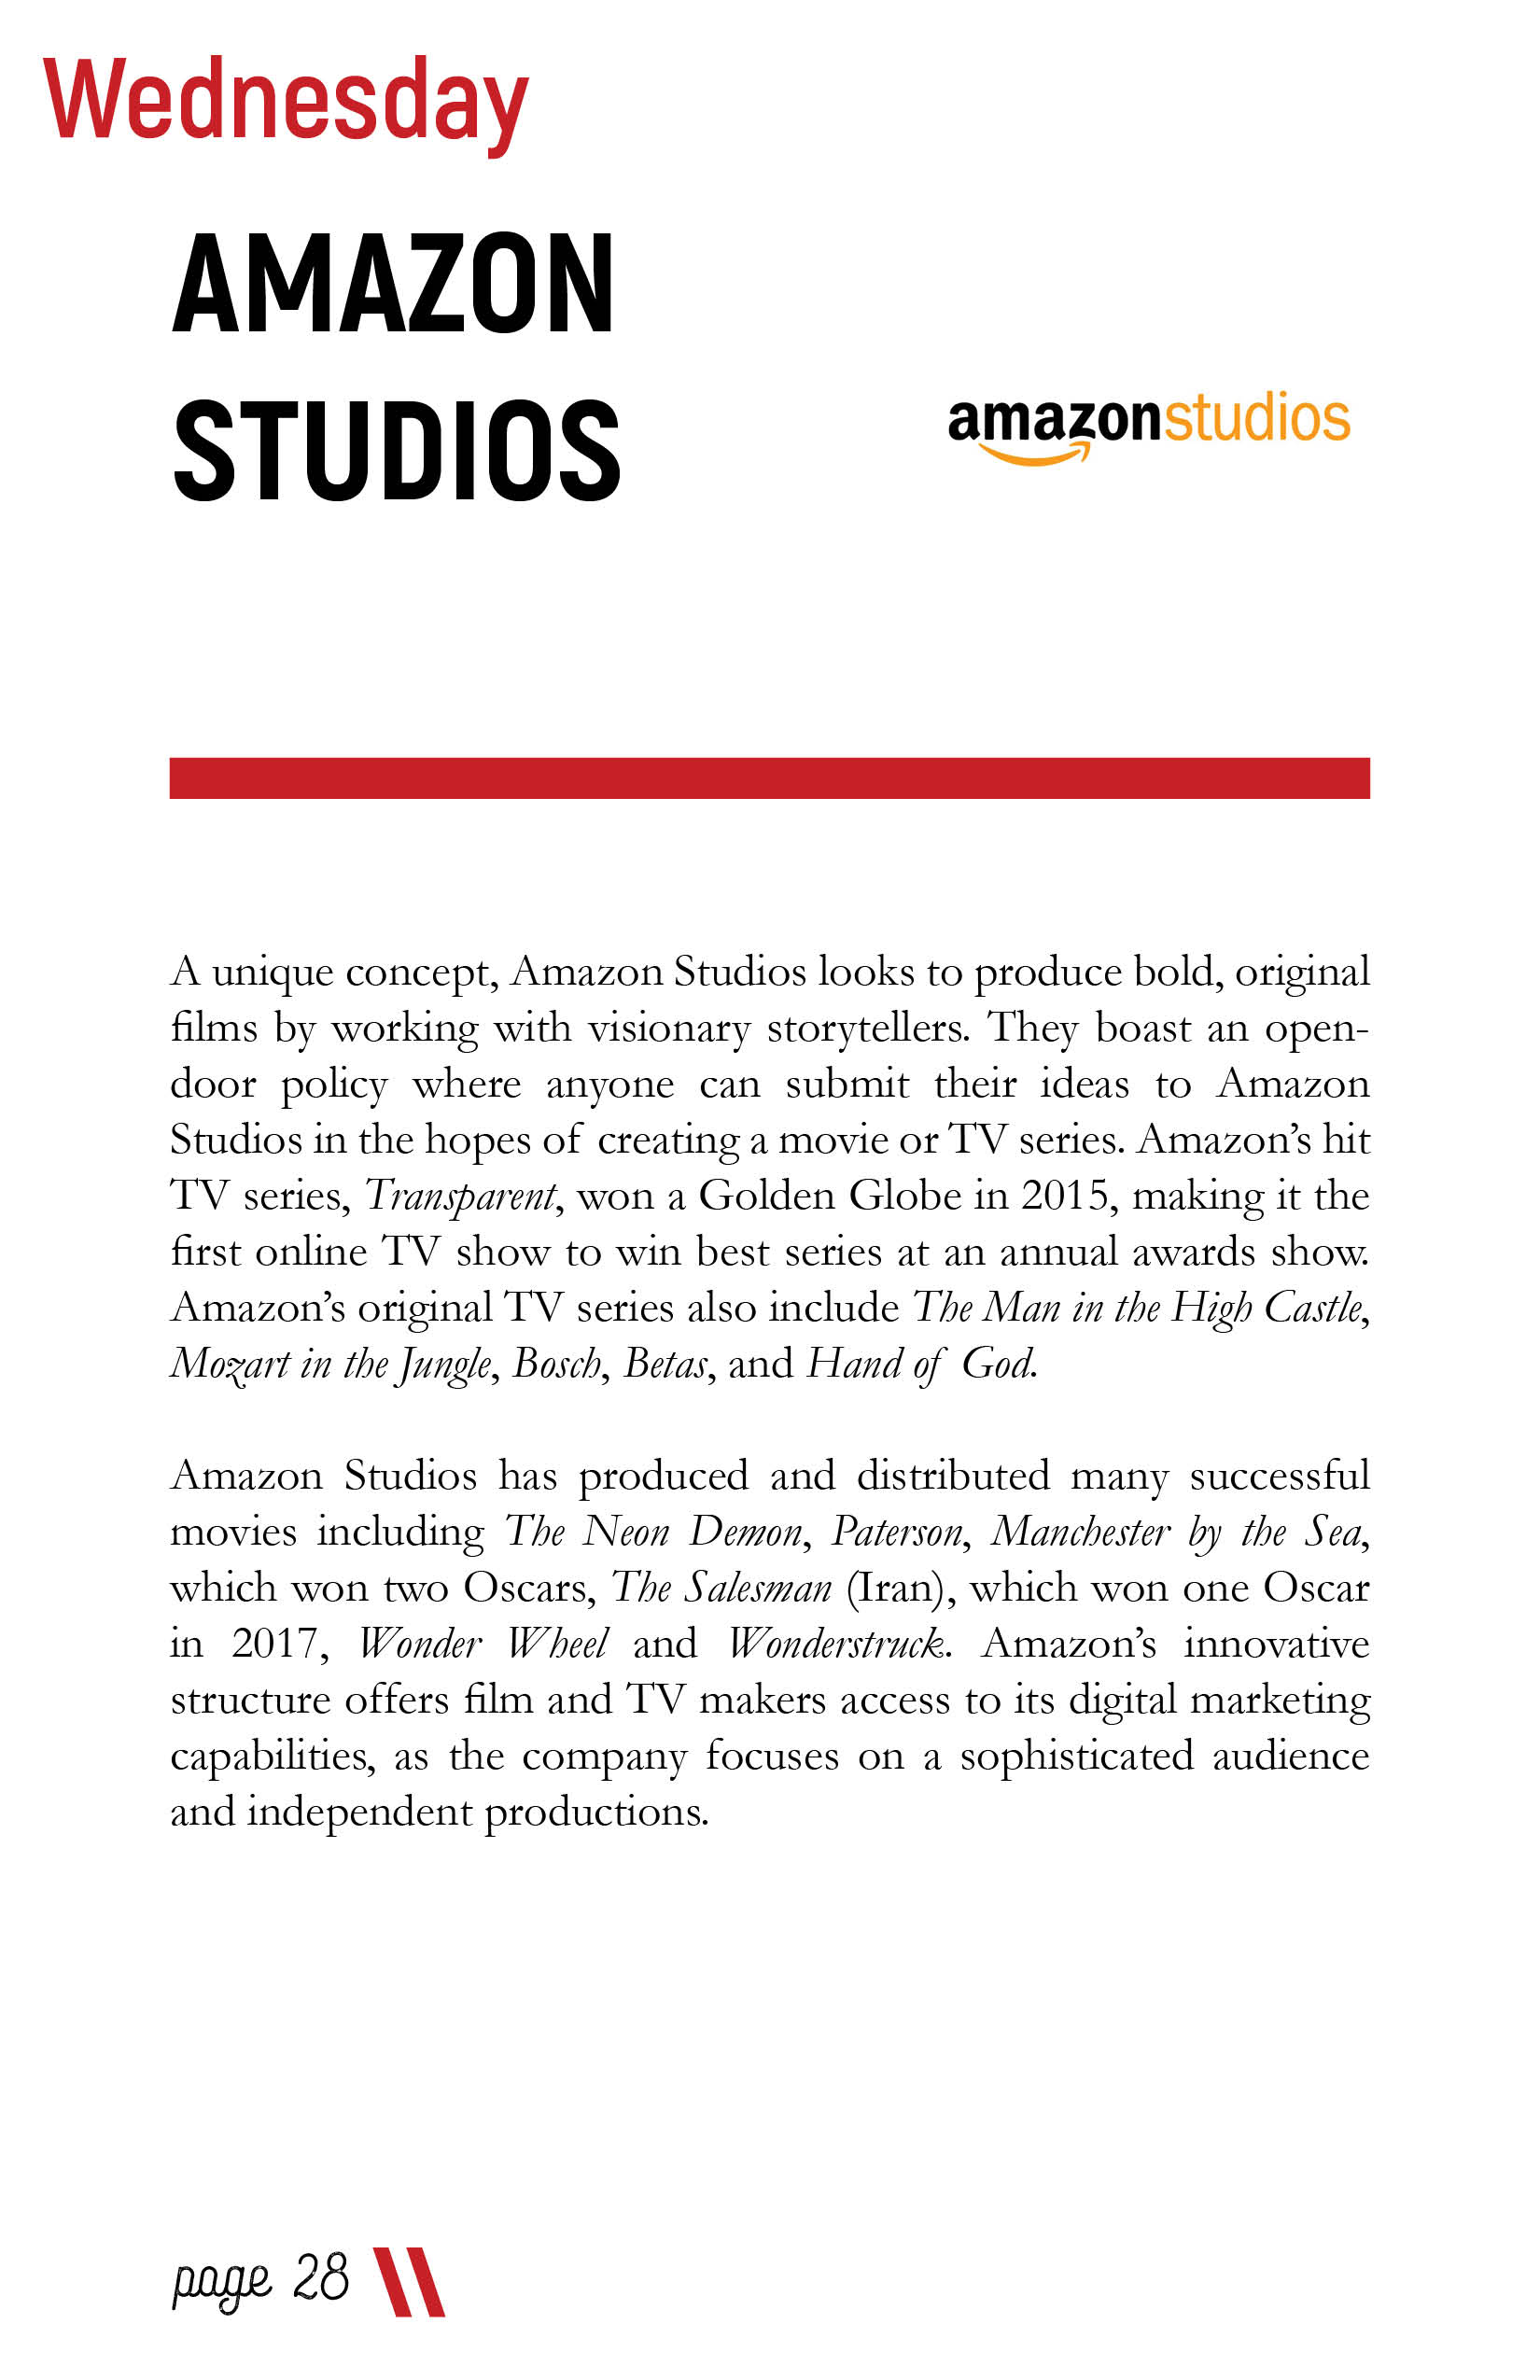 Wednesday
AMAZON
STUDIOS
amazonstudios
A unique concept, Amazon Studios looks to produce bold, original
films by working with visionary storytellers. They boast an open-
door policy where anyone can submit their ideas to Amazon
Studios in the hopes of creating a movie or TV series. Amazon’s hit
TV series, Transparent, won a Golden Globe in 2015, making it the
first online TV show to win best series at an annual awards show.
Amazon’s original TV series also include The Man in the High Castle,
Mozart in the Jungle, Bosch, Betas, and Hand of God.
Amazon Studios has produced and distributed many successful
movies including The Neon Demon, Paterson, Manchester by the Sea,
which won two Oscars, The Salesman (Iran), which won one Oscar
in 2017, Wonder Wheel and Wonderstruck. Amazon’s innovative
structure offers film and TV makers access to its digital marketing
capabilities, as the company focuses on a sophisticated audience
and independent productions.
page 28